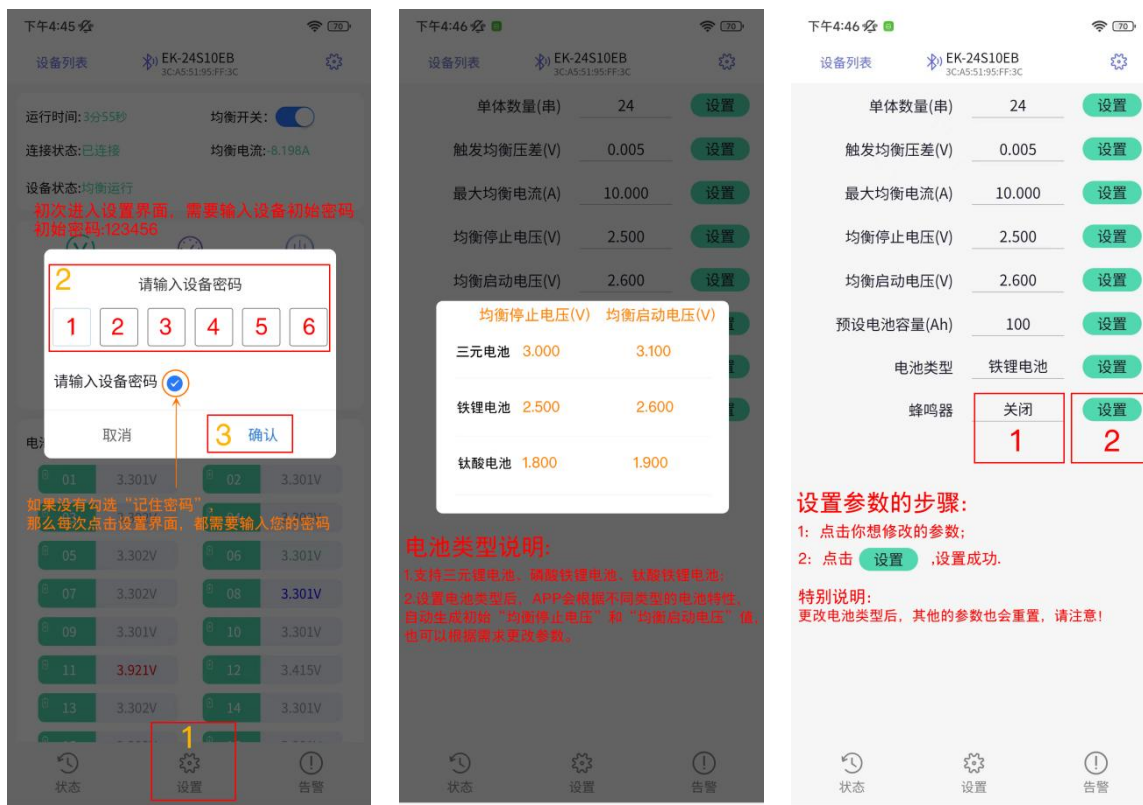 下午4:45
70
设备列表
EK-24S10EB
3C:A5:51:95:FF:3C
运行时间:3分55秒
均衡开关:
连接状态:已连接
均衡电流:-8.198A
设备状态:均衡运行
初次进入设置界面，需要输入设备初始密码
初始密码:123456
2
请输入设备密码
1 2 3 4 5 6
请输入设备密码
取消
3 确认
01 3.301V 02 3.301V
如果没有勾选“记住密码”，
那么每次点击设置界面，都需要输入您的密码
05 3.302V 06 3.301V
07 3.302V 08 3.301V
09 3.301V 10 3.301V
11 3.921V 12 3.415V
13 3.302V 14 3.301V
1
状态 设置 告警
下午4:46
70
设备列表
EK-24S10EB
3C:A5:51:95:FF:3C
单体数量(串) 24 设置
触发均衡压差(V) 0.005 设置
最大均衡电流(A) 10.000 设置
均衡停止电压(V) 2.500 设置
均衡启动电压(V) 2.600 设置
均衡停止电压(V) 均衡启动电压(V)
三元电池 3.000 3.100
铁锂电池 2.500 2.600
钛酸电池 1.800 1.900
电池类型说明:
1.支持三元锂电池、磷酸铁锂电池、钛酸铁锂电池;
2.设置电池类型后，APP会根据不同类型的电池特性，
自动生成初始“均衡停止电压”和“均衡启动电压”值，
也可以根据需求更改参数。
状态 设置 告警
下午4:46
70
设备列表
EK-24S10EB
3C:A5:51:95:FF:3C
单体数量(串) 24 设置
触发均衡压差(V) 0.005 设置
最大均衡电流(A) 10.000 设置
均衡停止电压(V) 2.500 设置
均衡启动电压(V) 2.600 设置
预设电池容量(Ah) 100 设置
电池类型 铁锂电池 设置
蜂鸣器 关闭 设置
1 2
设置参数的步骤:
1: 点击你想修改的参数;
2: 点击 设置 ,设置成功.
特别说明:
更改电池类型后，其他的参数也会重置，请注意!
状态 设置 告警